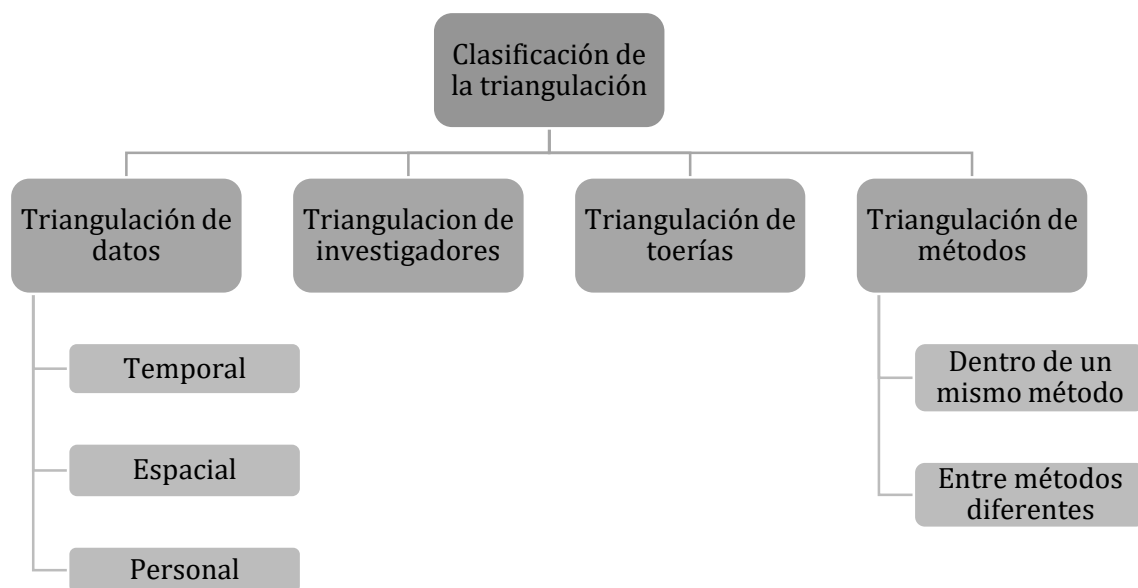 Clasificación de
la triangulación
Triangulación de
datos
Triangulacion de
investigadores
Triangulación de
toerías
Triangulación de
métodos
Temporal
Espacial
Personal
Dentro de un
mismo método
Entre métodos
diferentes